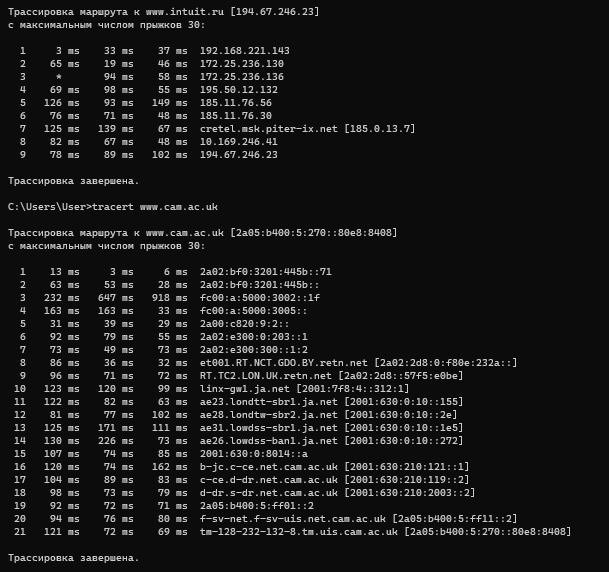 Трассировка маршрута к www.intuit.ru [194.67.246.23]
с максимальным числом прыжков 30:
1 3 ms 33 ms 37 ms 192.168.221.143
2 65 ms 19 ms 46 ms 172.25.236.130
3 * 94 ms 58 ms 172.25.236.136
4 69 ms 98 ms 55 ms 195.50.12.132
5 126 ms 93 ms 149 ms 185.11.76.56
6 76 ms 71 ms 48 ms 185.11.76.30
7 125 ms 139 ms 67 ms cretel.msk.piter-ix.net [185.0.13.7]
8 82 ms 67 ms 48 ms 10.169.246.41
9 78 ms 89 ms 102 ms 194.67.246.23
Трассировка завершена.
C:\Users\User>tracert www.cam.ac.uk
Трассировка маршрута к www.cam.ac.uk [2a05:b400:5:270::80e8:8408]
с максимальным числом прыжков 30:
1 13 ms 3 ms 6 ms 2a02:bf0:3201:445b::71
2 63 ms 53 ms 28 ms 2a02:bf0:3201:445b::
3 232 ms 647 ms 918 ms fc00:a:5000:3002::1f
4 163 ms 163 ms 33 ms fc00:a:5000:3005::
5 31 ms 39 ms 29 ms 2a00:c820:9:2::
6 92 ms 79 ms 55 ms 2a02:e300:0:203::1
7 73 ms 49 ms 73 ms 2a02:e300:300::1:2
8 86 ms 36 ms 32 ms et001.RT.NCT.GDO.BY.retn.net [2a02:2d8:0:f80e:232a::]
9 96 ms 71 ms 72 ms RT.TC2.LON.UK.retn.net [2a02:2d8::57f5:e0be]
10 123 ms 120 ms 99 ms linx-gw1.ja.net [2001:7f8:4::312:1]
11 122 ms 82 ms 63 ms ae23.londtt-sbr1.ja.net [2001:630:0:10::155]
12 81 ms 77 ms 102 ms ae28.londtw-sbr2.ja.net [2001:630:0:10::2e]
13 125 ms 171 ms 111 ms ae31.lowdss-sbr1.ja.net [2001:630:0:10::1e5]
14 130 ms 226 ms 73 ms ae26.lowdss-ban1.ja.net [2001:630:0:10::272]
15 107 ms 74 ms 85 ms 2001:630:0:8014::a
16 120 ms 74 ms 162 ms b-jc.c-ce.net.cam.ac.uk [2001:630:210:121::1]
17 104 ms 89 ms 83 ms c-ce.d-dr.net.cam.ac.uk [2001:630:210:119::2]
18 98 ms 73 ms 79 ms d-dr.s-dr.net.cam.ac.uk [2001:630:210:2003::2]
19 92 ms 72 ms 71 ms 2a05:b400:5:ff01::2
20 94 ms 76 ms 80 ms f-sv-net.f-sv-uis.net.cam.ac.uk [2a05:b400:5:ff11::2]
21 121 ms 72 ms 69 ms tm-128-232-132-8.tm.uis.cam.ac.uk [2a05:b400:5:270::80e8:8408]
Трассировка завершена.